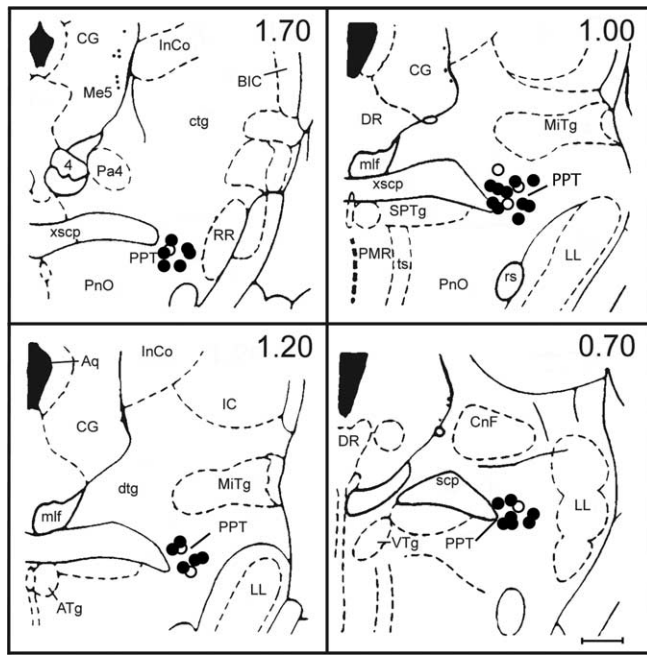 1.70
CG
InCo
BIC
Me5
ctg
4
Pa4
xscp
PPT
RR
PnO
1.00
CG
DR
MiTg
mlf
xscp
PPT
SPTg
PMR
ts
PnO
rs
LL
1.20
Aq
InCo
CG
IC
dtg
MiTg
mlf
PPT
ATg
LL
0.70
DR
CnF
scp
LL
VTg
PPT